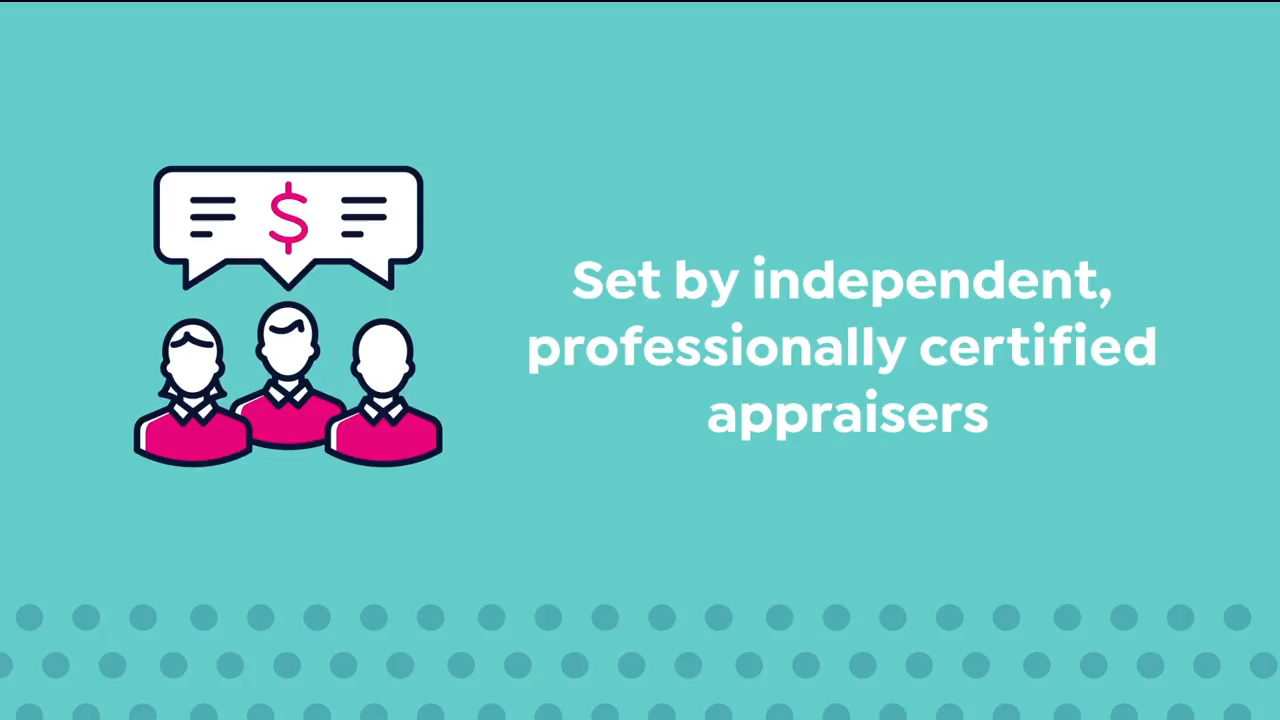 $
Set by independent,
professionally certified
appraisers